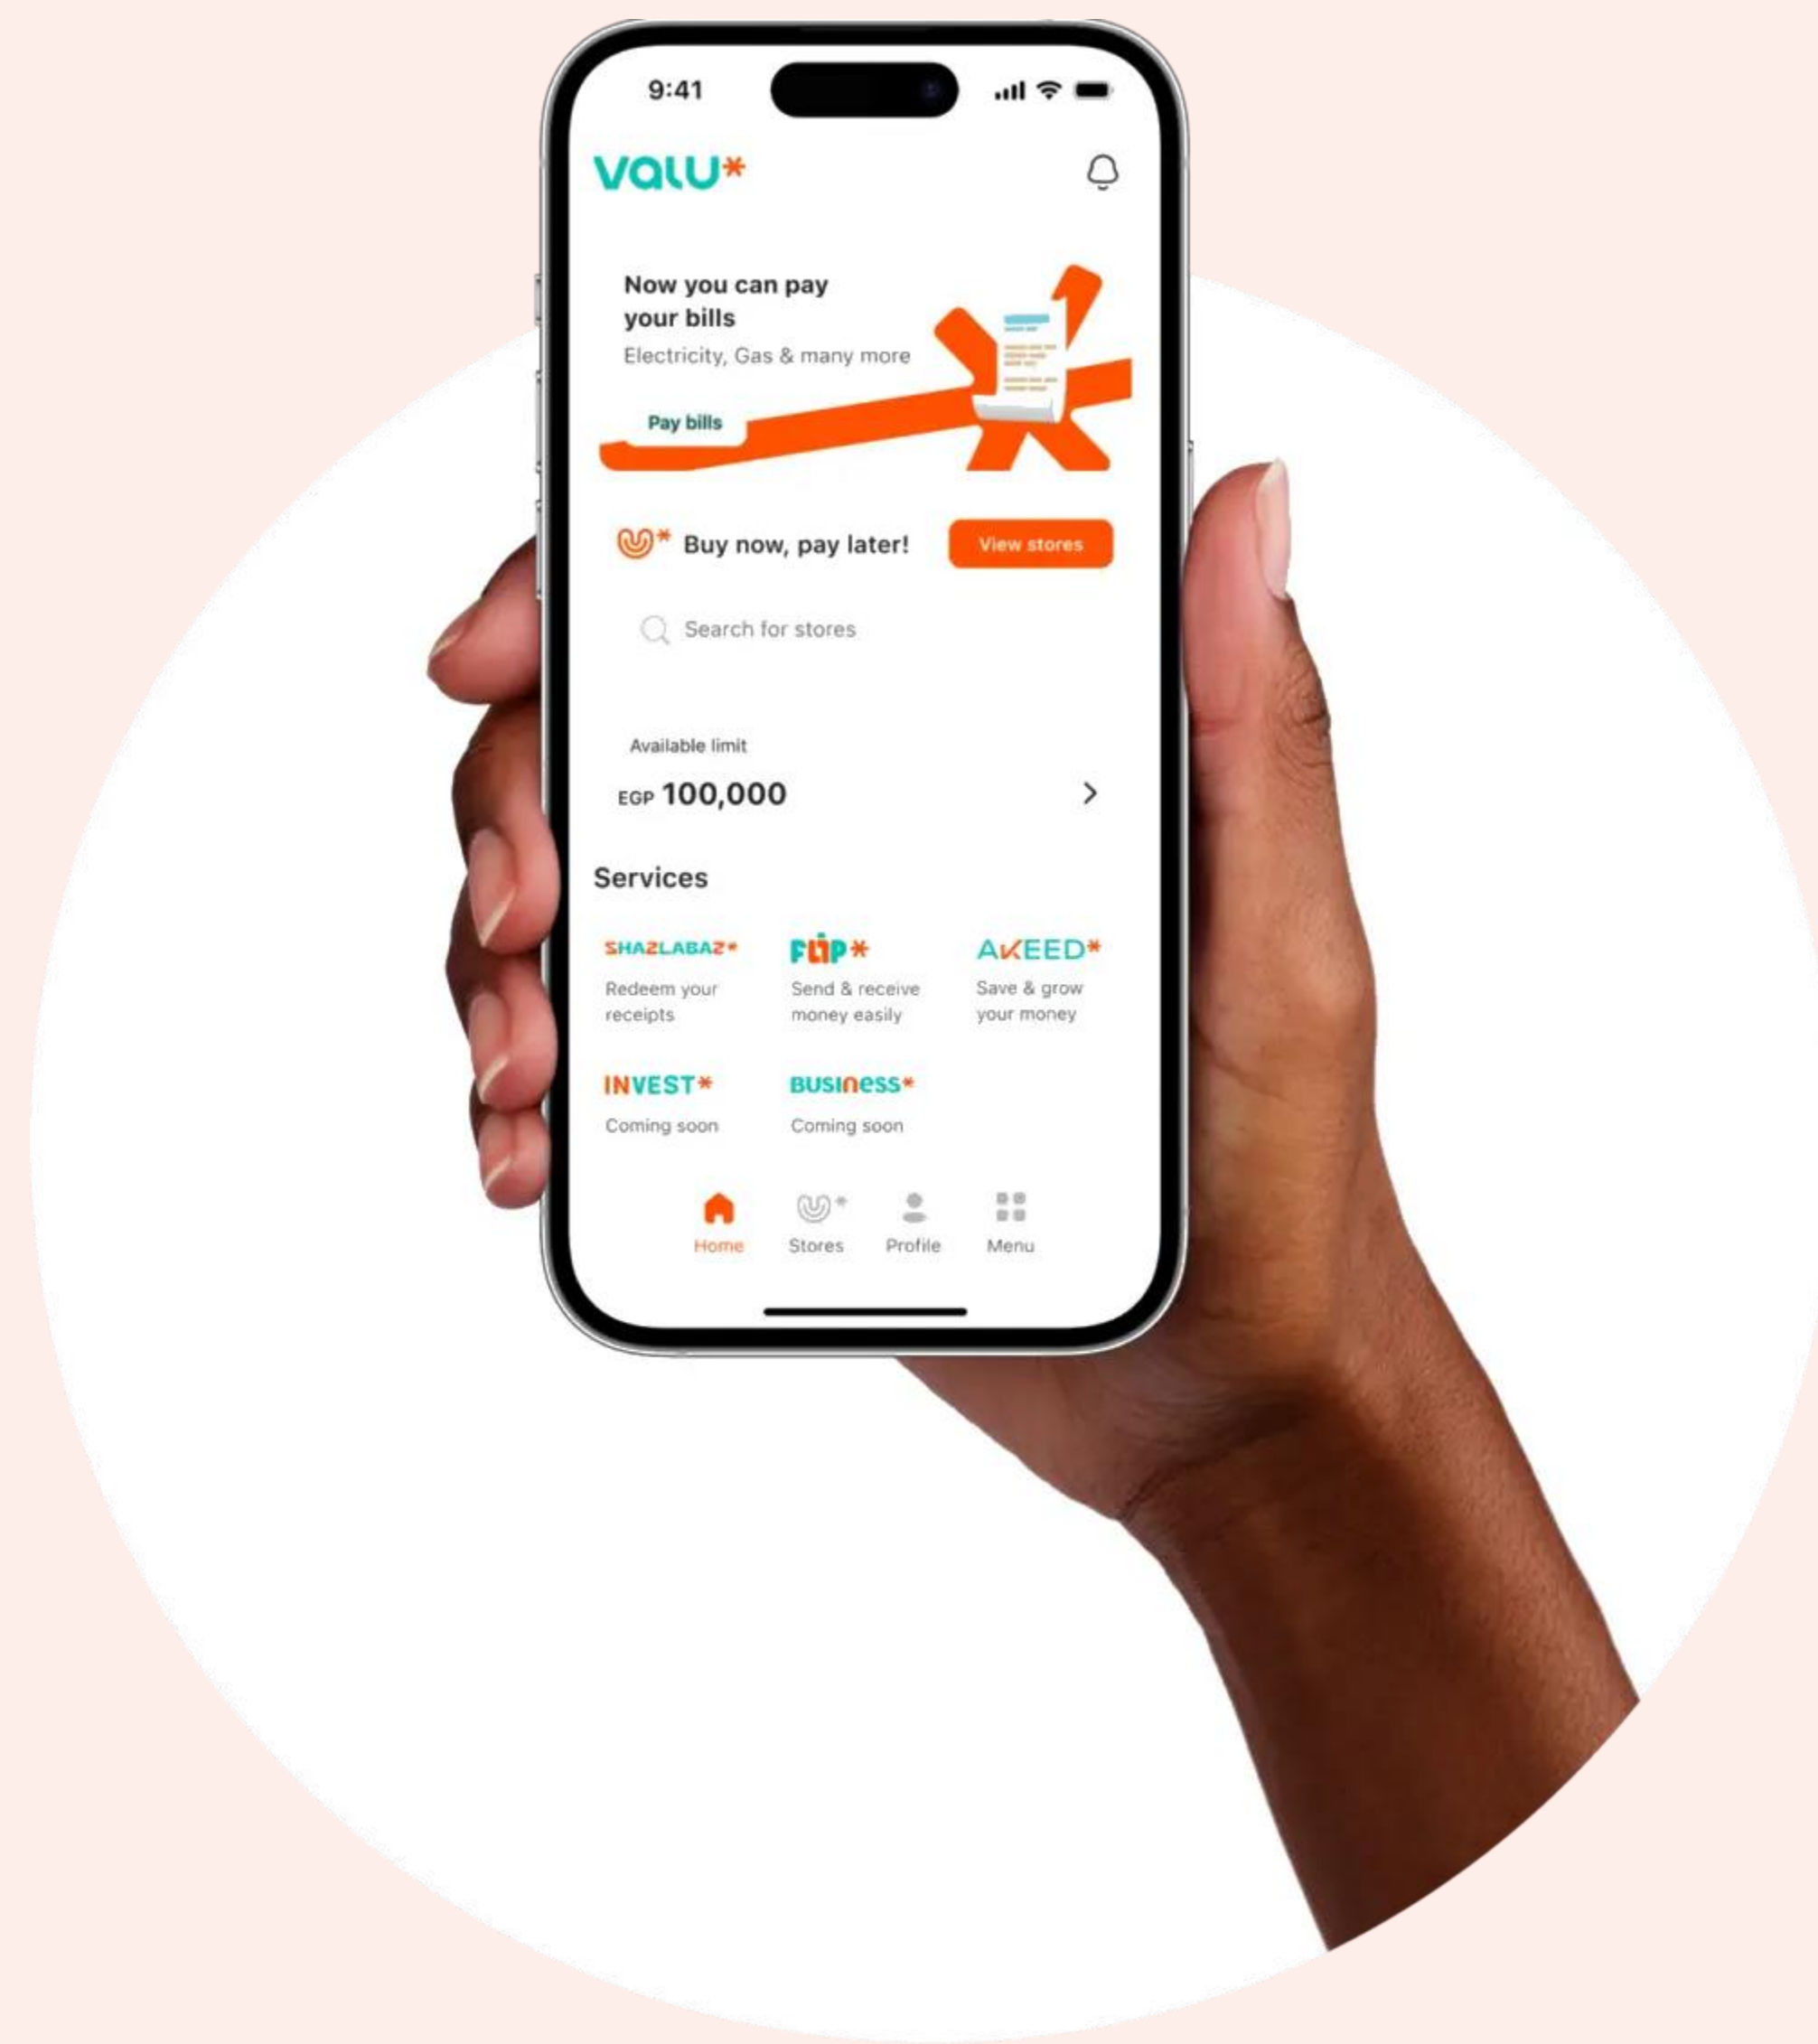 9:41
valu*
Now you can pay
your bills
Electricity, Gas & many more
Pay bills
Buy now, pay later!
View stores
Search for stores
Available limit
EGP 100,000
Services
SHAZLABAZ*
FLIP*
AKEED*
Redeem your
receipts
Send & receive
money easily
Save & grow
your money
INVEST*
BUSINESS*
Coming soon
Coming soon
Home
Stores
Profile
Menu